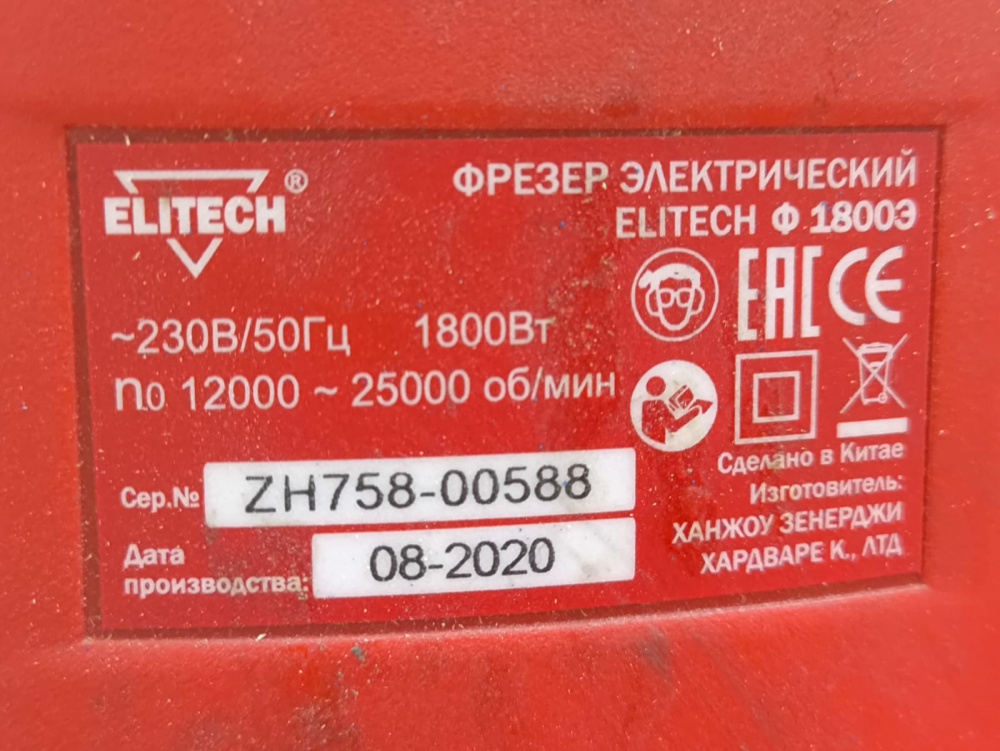 ELITECH®
ФРЕЗЕР ЭЛЕКТРИЧЕСКИЙ
ELITECH Ф 1800Э
EAC CE
~230В/50Гц 1800Вт
n0 12000 ~ 25000 об/мин
Сделано в Китае
Изготовитель:
ХАНЖОУ ЗЕНЕРДЖИ
ХАРДВАРЕ К., ЛТД
Сер.№ ZH758-00588
Дата
производства: 08-2020